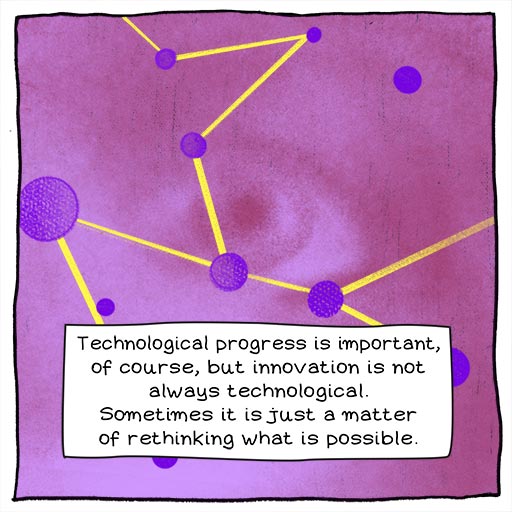 Technological progress is important,
of course, but innovation is not
always technological.
Sometimes it is just a matter
of rethinking what is possible.